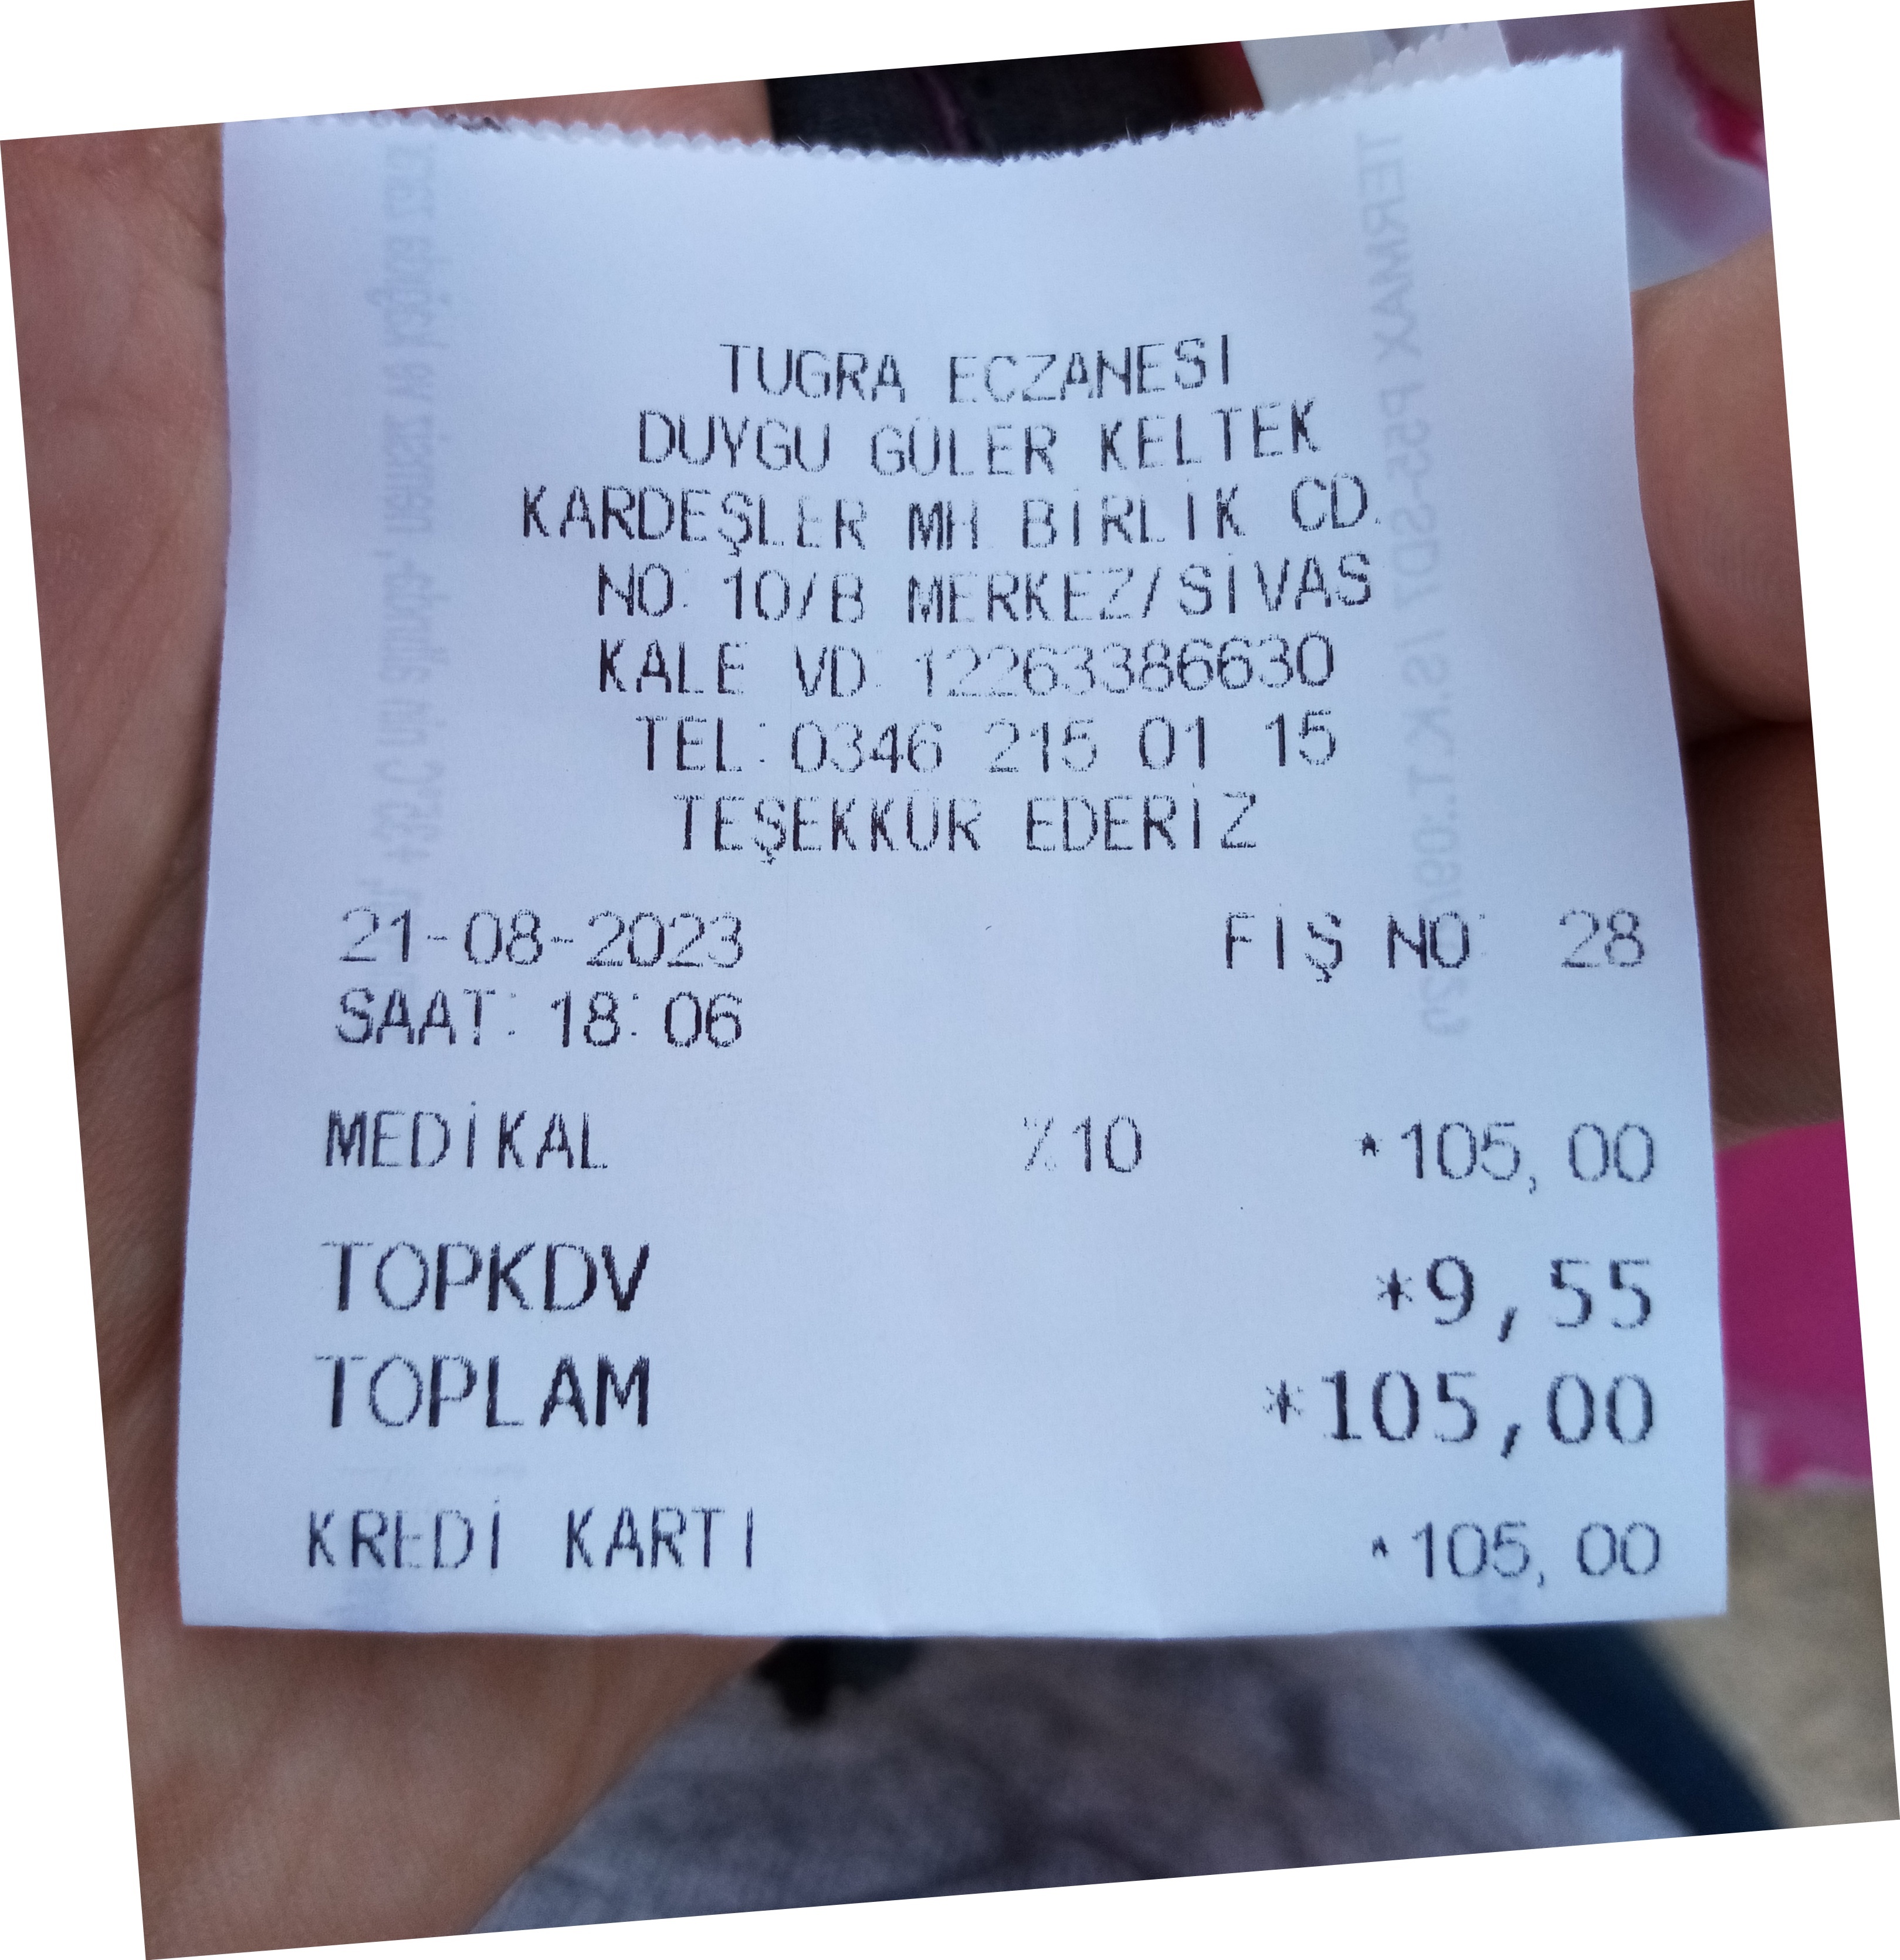 TUGRA ECZANESI
DUYGU GÜLER KELTEK
KARDEŞLER MH BİRLİK CD.
NO: 10/B MERKEZ/SİVAS
KALE VD: 12263386630
TEL: 0346 215 01 15
TEŞEKKÜR EDERİZ
21-08-2023 FİŞ NO: 28
SAAT: 18:06
MEDİKAL %10 *105,00
TOPKDV *9,55
TOPLAM *105,00
KREDİ KARTI *105,00